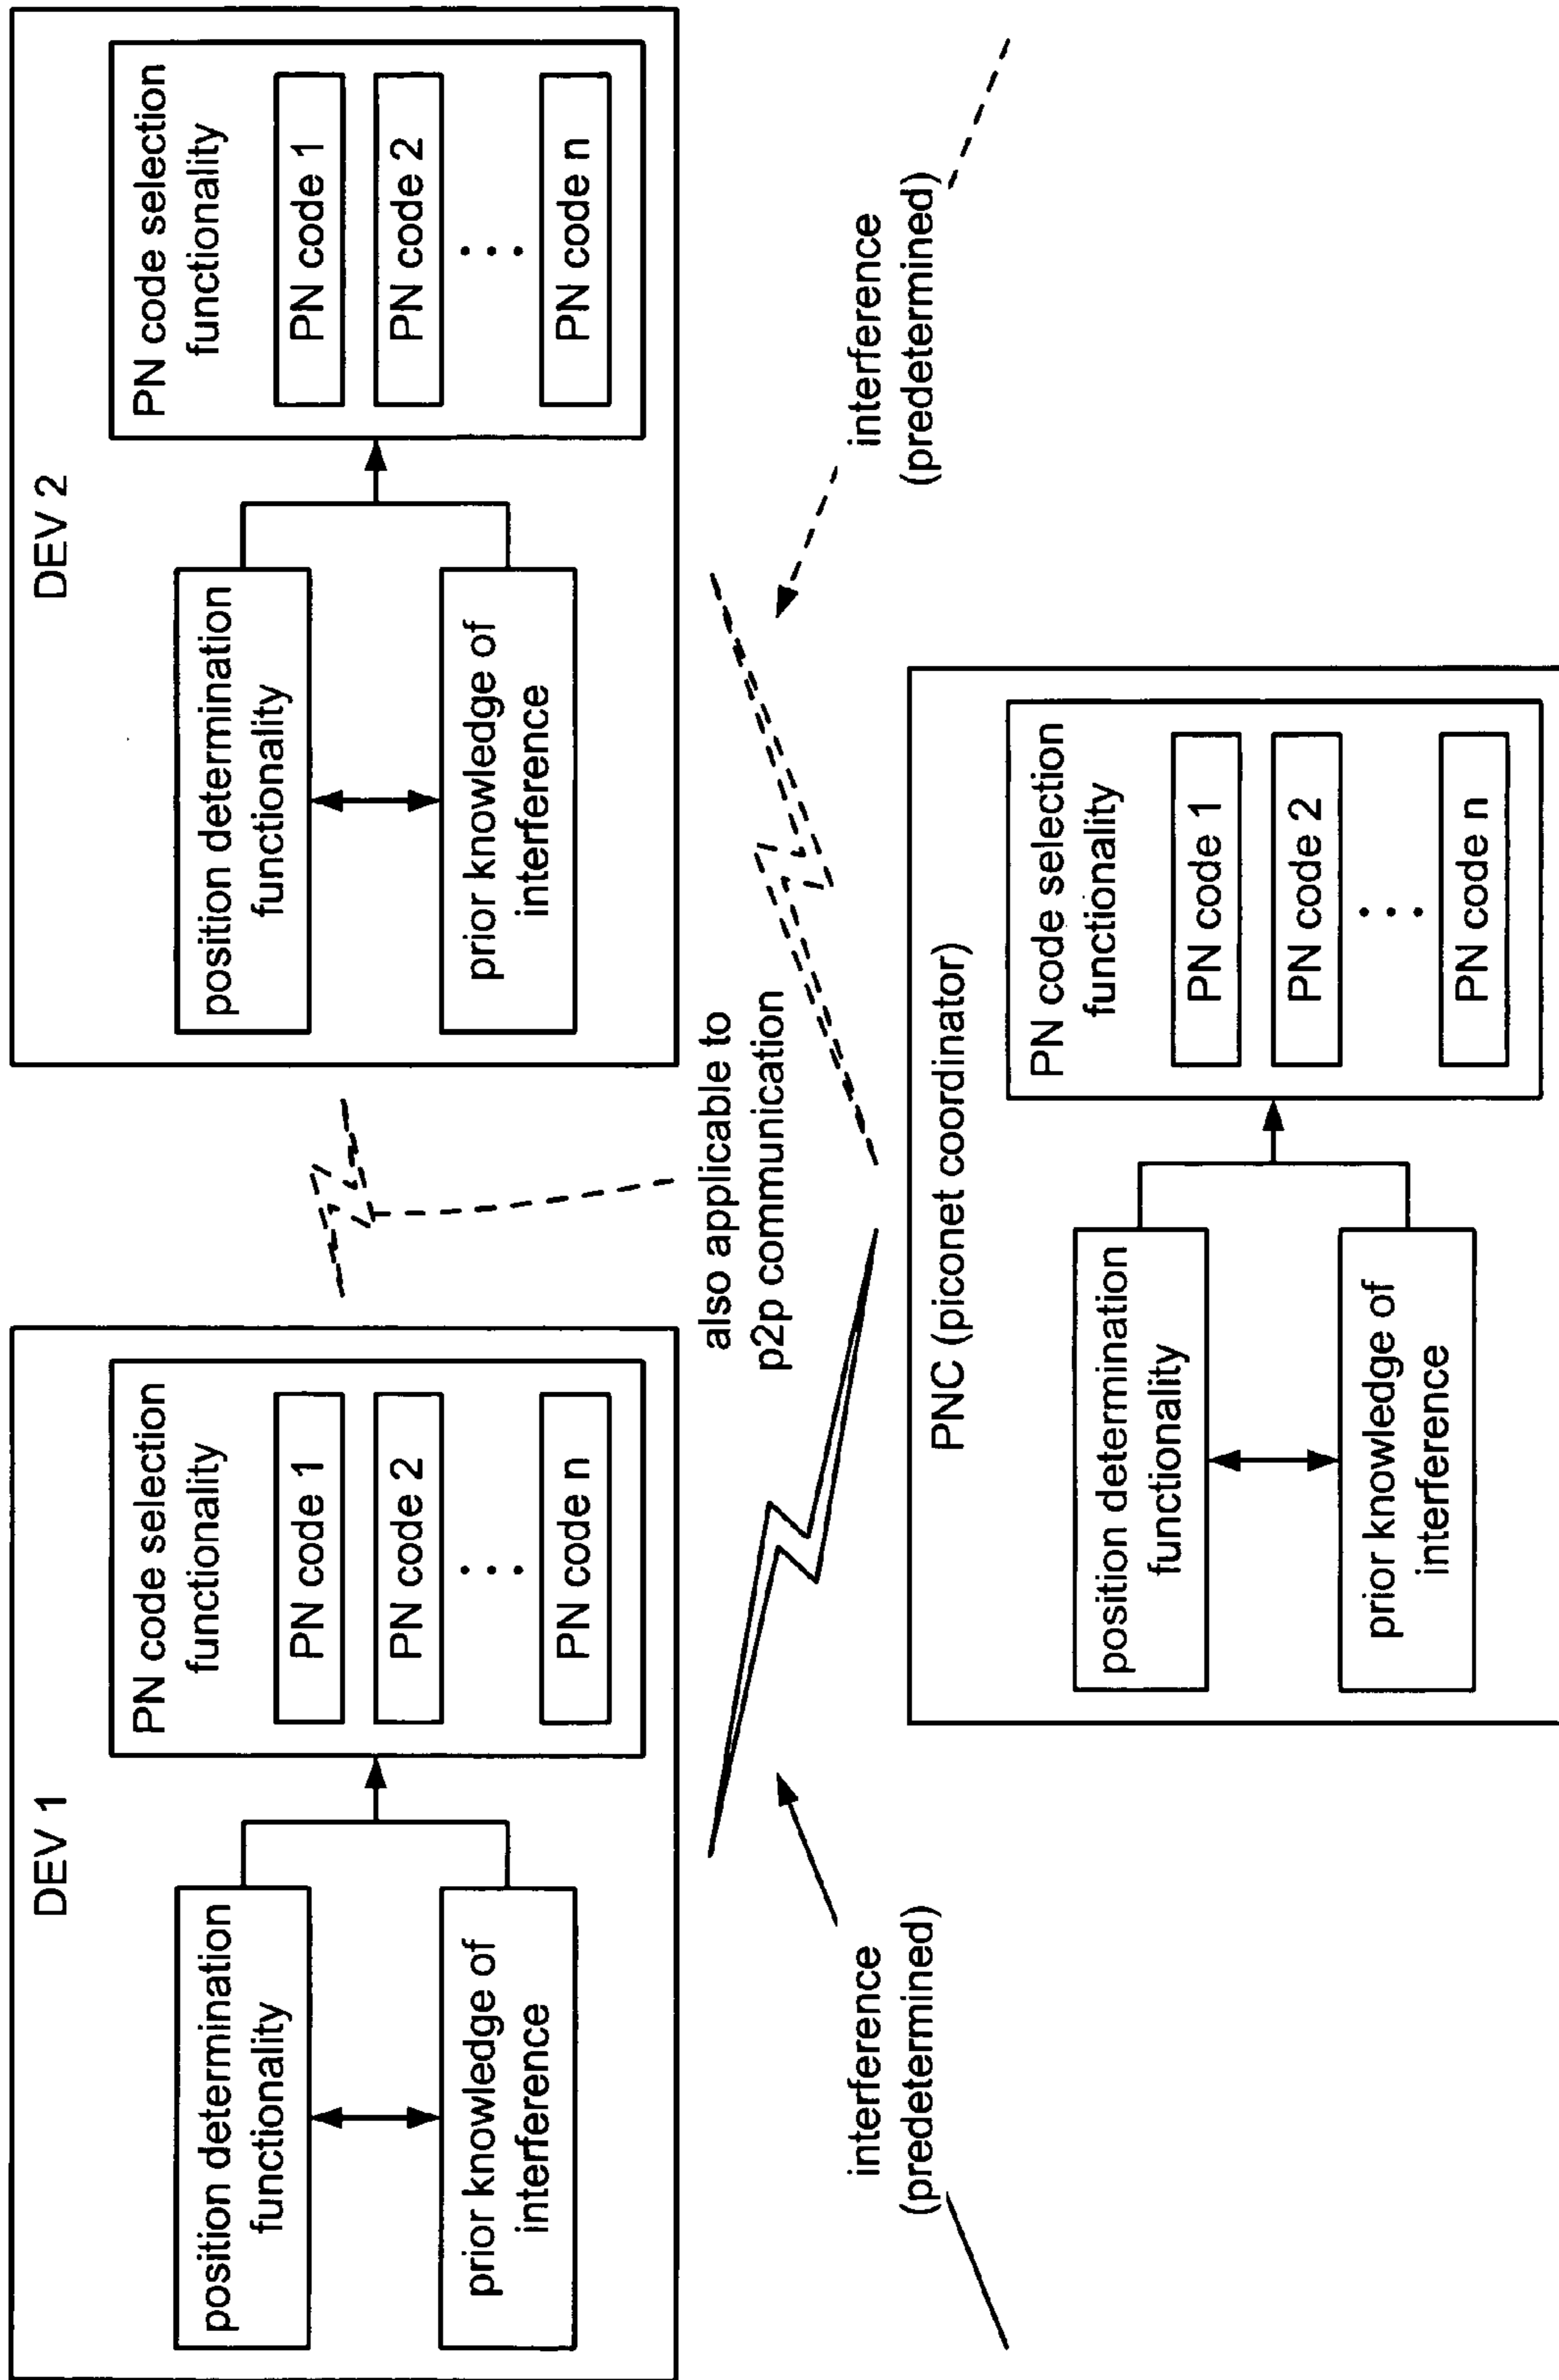 DEV 1
position determination
functionality
prior knowledge of
interference
PN code selection
functionality
PN code 1
PN code 2
PN code n
DEV 2
position determination
functionality
prior knowledge of
interference
PN code selection
functionality
PN code 1
PN code 2
PN code n
also applicable to
p2p communication
interference
(predetermined)
interference
(predetermined)
PNC (piconet coordinator)
position determination
functionality
prior knowledge of
interference
PN code selection
functionality
PN code 1
PN code 2
PN code n